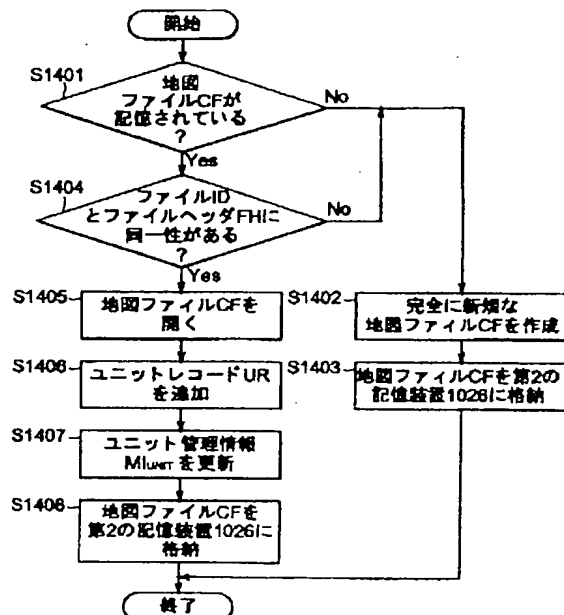 開始
S1401
地図
ファイルCFが
記憶されている
?
No
Yes
S1404
ファイルID
とファイルヘッダFHに
同一性がある
?
No
Yes
S1405
地図ファイルCFを
開く
S1402
完全に新規な
地図ファイルCFを作成
S1406
ユニットレコードUR
を追加
S1403
地図ファイルCFを第2の
記憶装置1026に格納
S1407
ユニット管理情報
MIUNITを更新
S1408
地図ファイルCFを
第2の記憶装置1026に
格納
終了